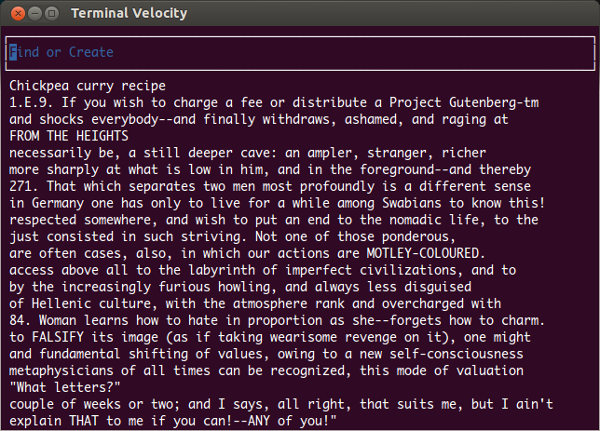 Terminal Velocity
Find or Create
Chickpea curry recipe
1.E.9. If you wish to charge a fee or distribute a Project Gutenberg-tm
and shocks everybody--and finally withdraws, ashamed, and raging at
FROM THE HEIGHTS
necessarily be, a still deeper cave: an ampler, stranger, richer
more sharply at what is low in him, and in the foreground--and thereby
271. That which separates two men most profoundly is a different sense
in Germany one has only to live for a while among Swabians to know this!
respected somewhere, and wish to put an end to the nomadic life, to the
just consisted in such striving. Not one of those ponderous,
are often cases, also, in which our actions are MOTLEY-COLOURED.
access above all to the labyrinth of imperfect civilizations, and to
by the increasingly furious howling, and always less disguised
of Hellenic culture, with the atmosphere rank and overcharged with
84. Woman learns how to hate in proportion as she--forgets how to charm.
to FALSIFY its image (as if taking wearisome revenge on it), one might
and fundamental shifting of values, owing to a new self-consciousness
metaphysicians of all times can be recognized, this mode of valuation
"What letters?"
couple of weeks or two; and I says, all right, that suits me, but I ain't
explain THAT to me if you can!--ANY of you!"